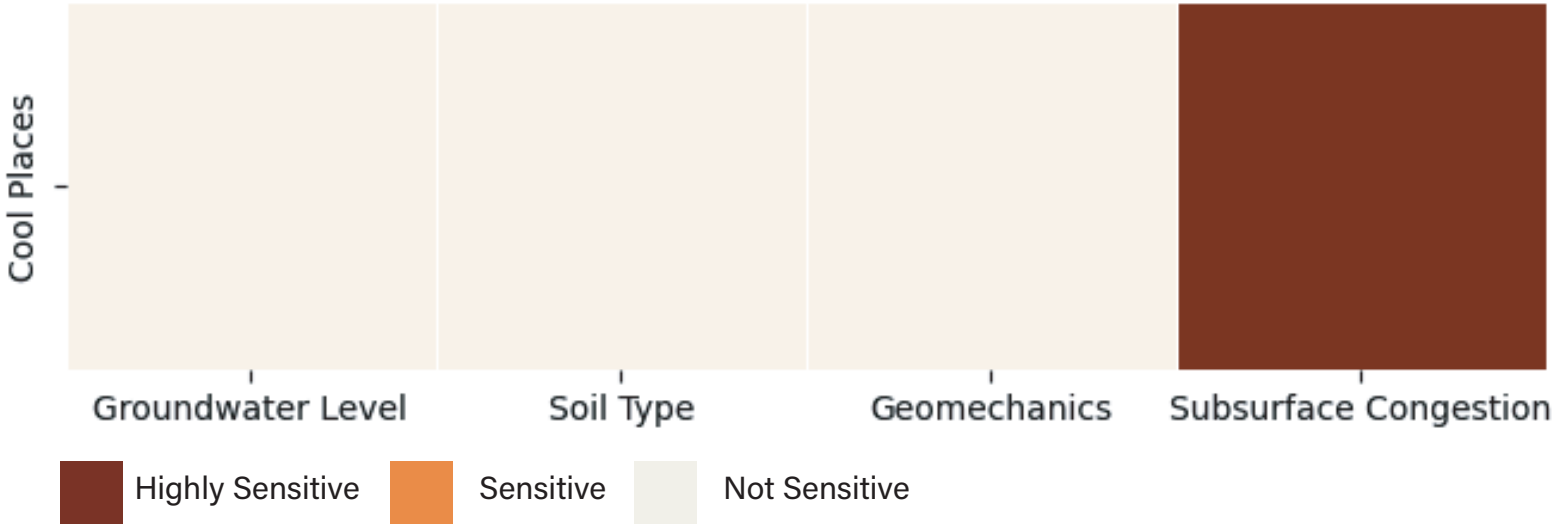 Cool Places
Groundwater Level Soil Type Geomechanics Subsurface Congestion
Highly Sensitive Sensitive Not Sensitive